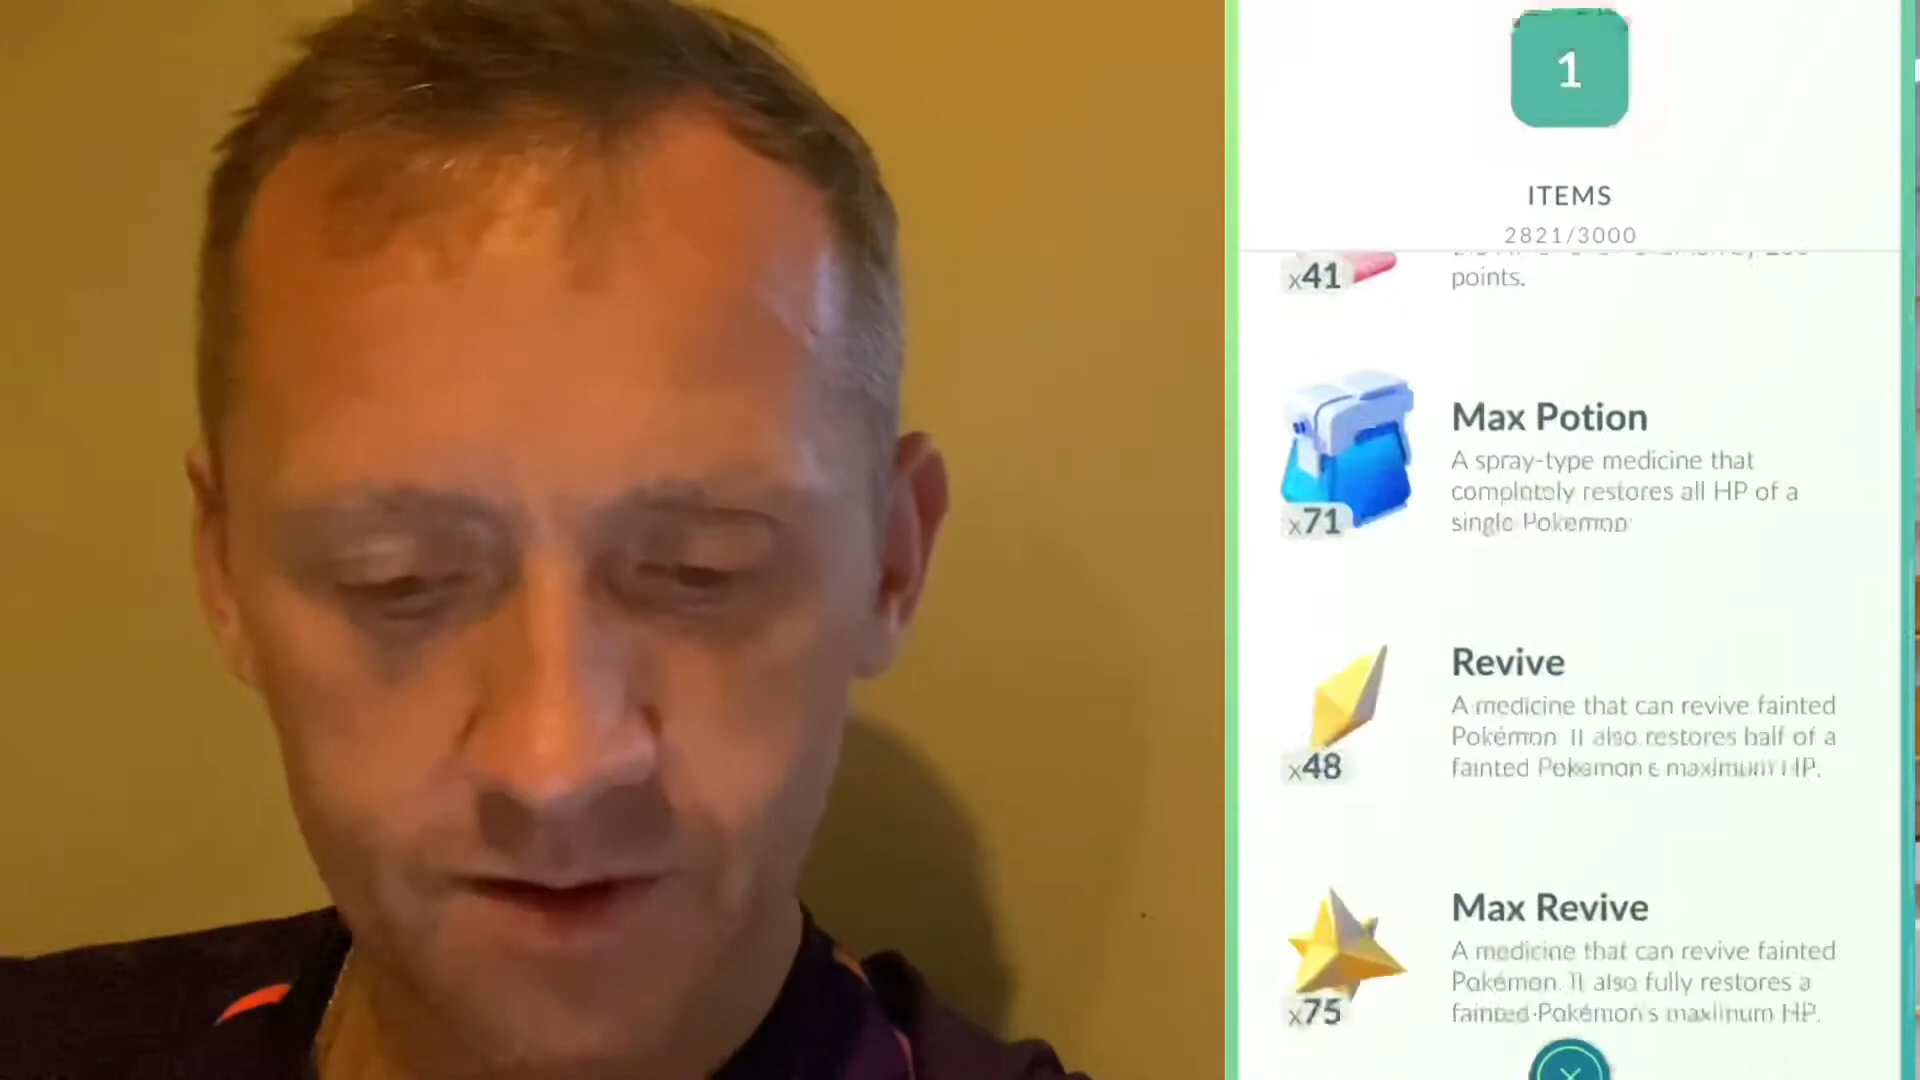 1
ITEMS
2821/3000
x41
points.
Max Potion
A spray-type medicine that
completely restores all HP of a
single Pokemon
x71
Revive
A medicine that can revive fainted
Pokémon It also restores half of a
fainted Pokemon's maximum HP.
x48
Max Revive
A medicine that can revive fainted
Pokémon. It also fully restores a
fainted Pokémon's maximum HP.
x75